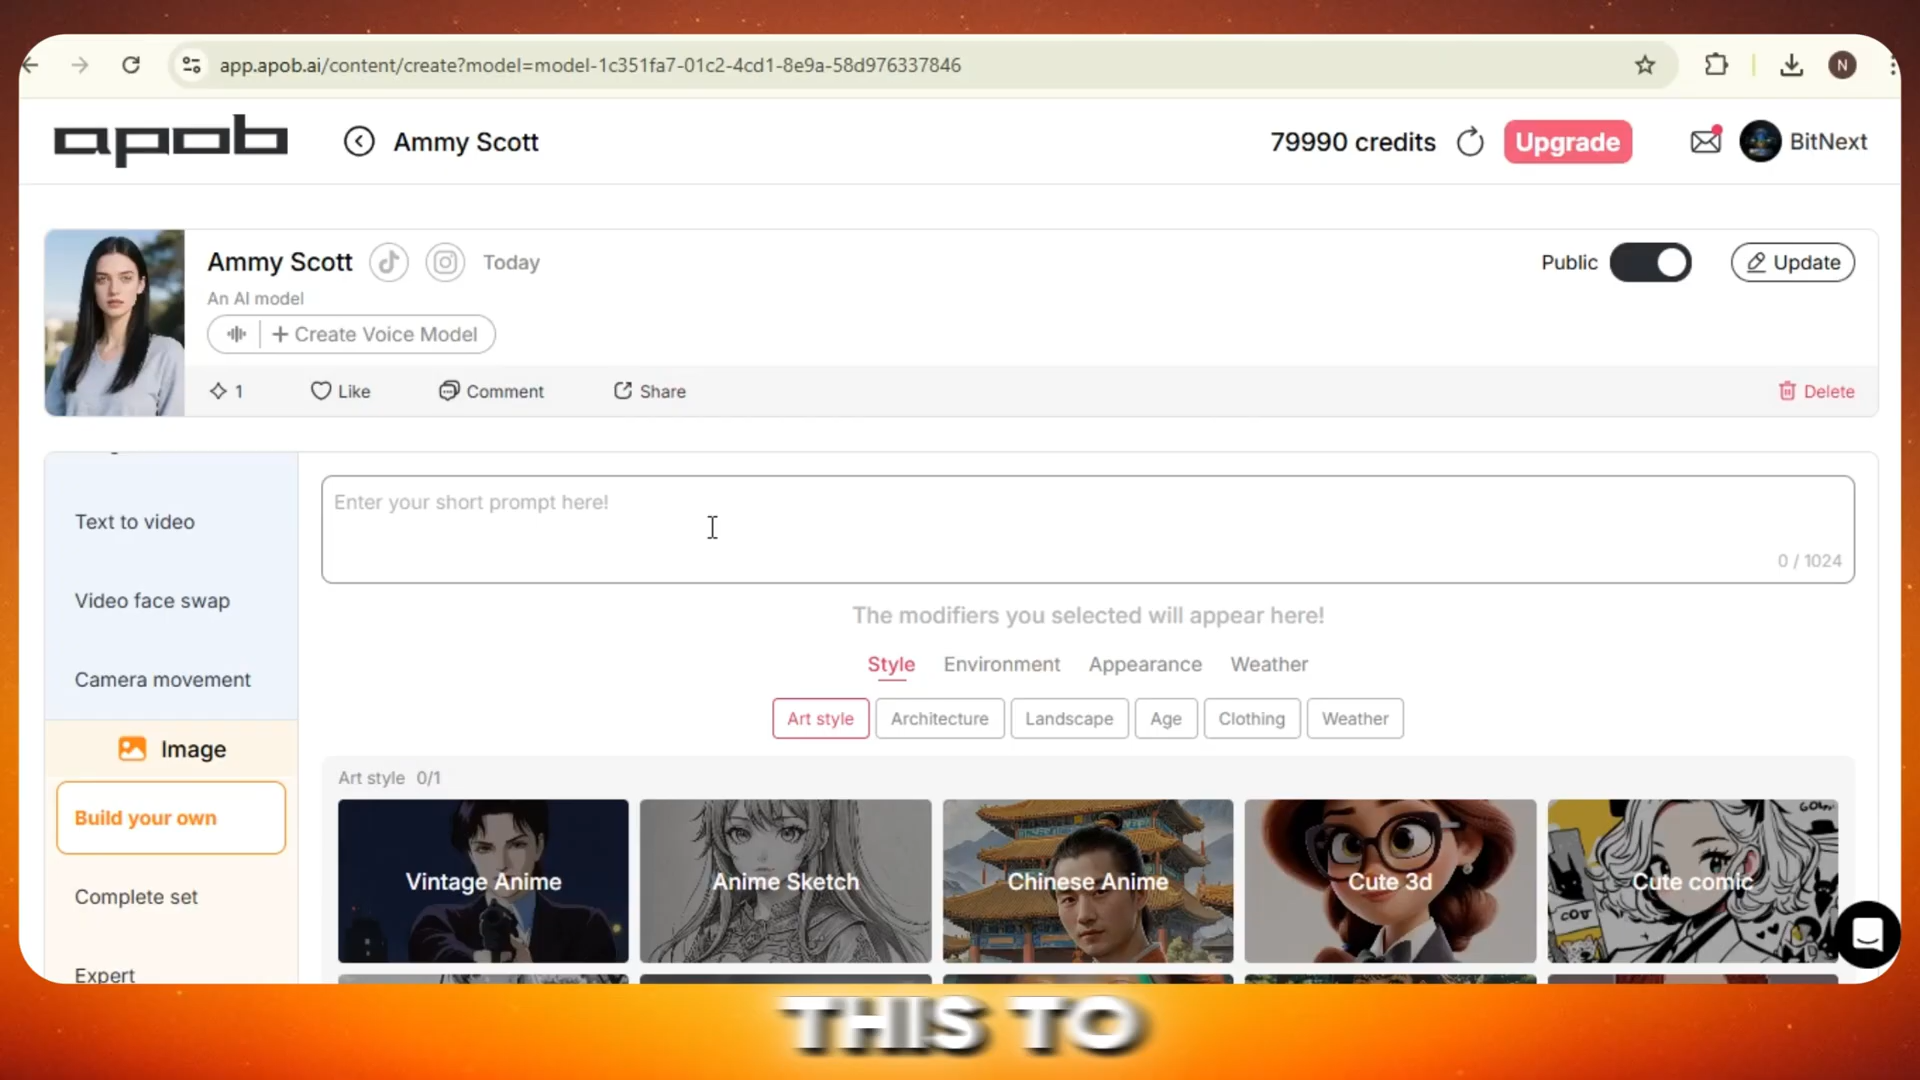 app.apob.ai/content/create?model=model-1c351fa7-01c2-4cd1-8e9a-58d976337846
N
apob
Ammy Scott
79990 credits
Upgrade
BitNext
Ammy Scott
Today
Public
Update
An AI model
+ Create Voice Model
1
Like
Comment
Share
Delete
Text to video
Video face swap
Camera movement
Image
Build your own
Complete set
Expert
Enter your short prompt here!
0 / 1024
The modifiers you selected will appear here!
Style Environment Appearance Weather
Art style Architecture Landscape Age Clothing Weather
Art style 0/1
Vintage Anime
Anime Sketch
Chinese Anime
Cute 3d
Cute comic
THIS TO